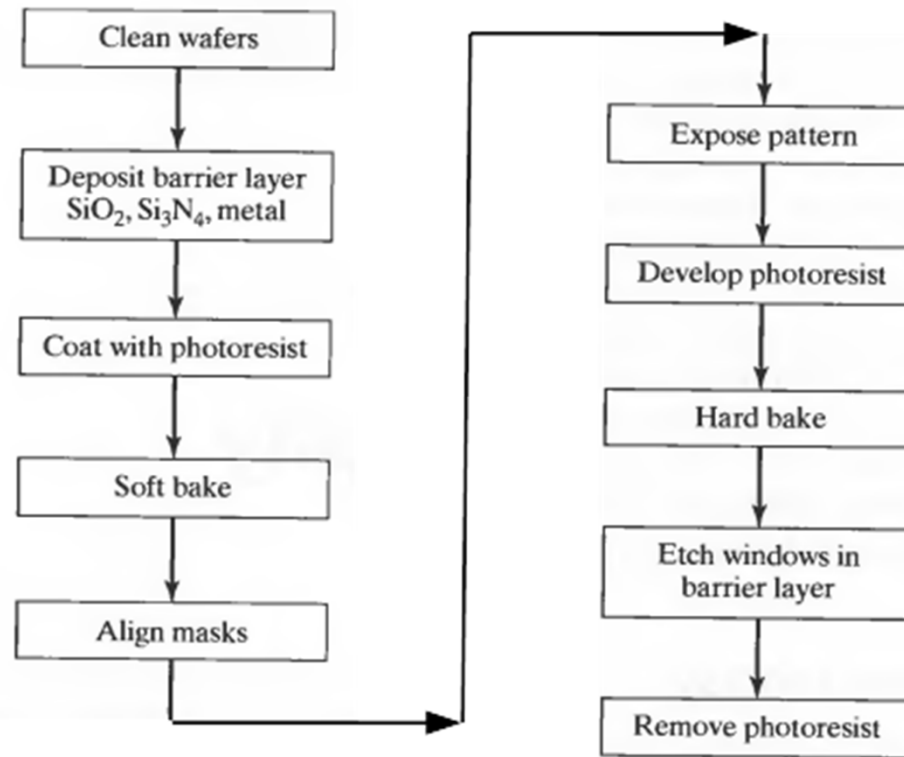 Clean wafers
Deposit barrier layer
SiO₂, Si₃N₄, metal
Coat with photoresist
Soft bake
Align masks
Expose pattern
Develop photoresist
Hard bake
Etch windows in
barrier layer
Remove photoresist